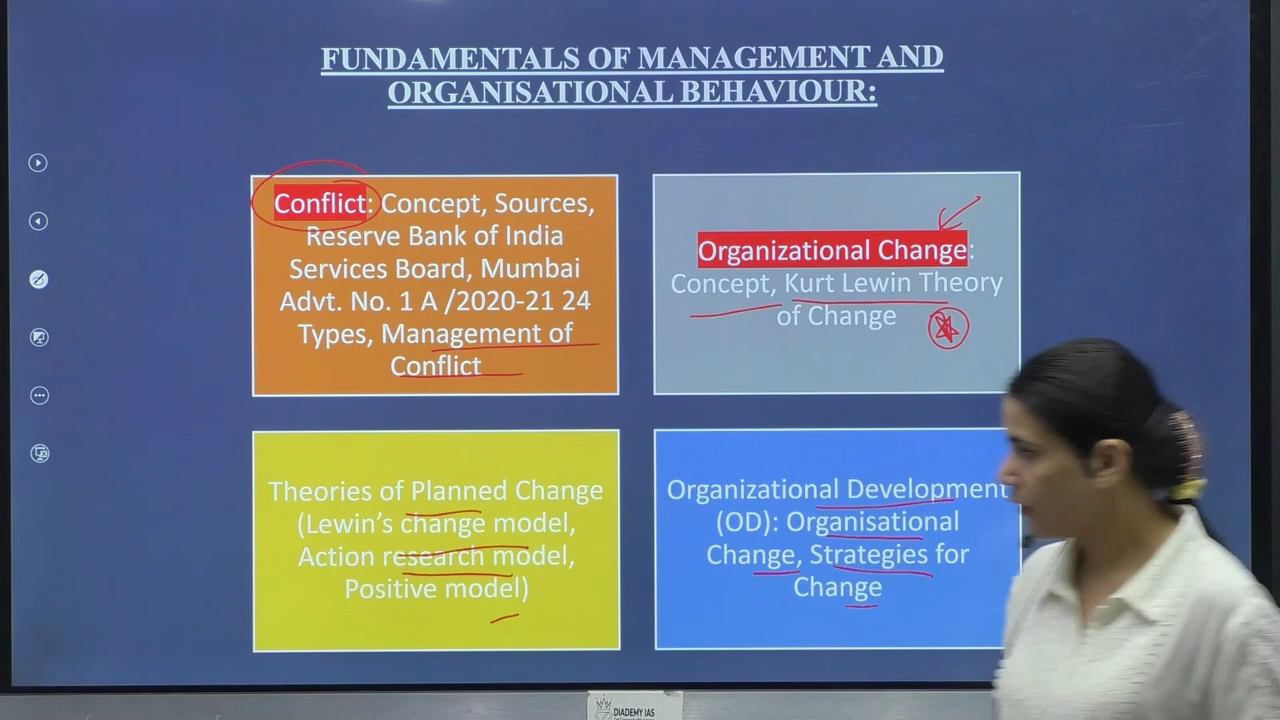 FUNDAMENTALS OF MANAGEMENT AND
ORGANISATIONAL BEHAVIOUR:
Conflict: Concept, Sources,
Reserve Bank of India
Services Board, Mumbai
Advt. No. 1 A /2020-21 24
Types, Management of
Conflict
Organizational Change:
Concept, Kurt Lewin Theory
of Change
Theories of Planned Change
(Lewin's change model,
Action research model,
Positive model)
Organizational Development
(OD): Organisational
Change, Strategies for
Change
DIADEMY IAS